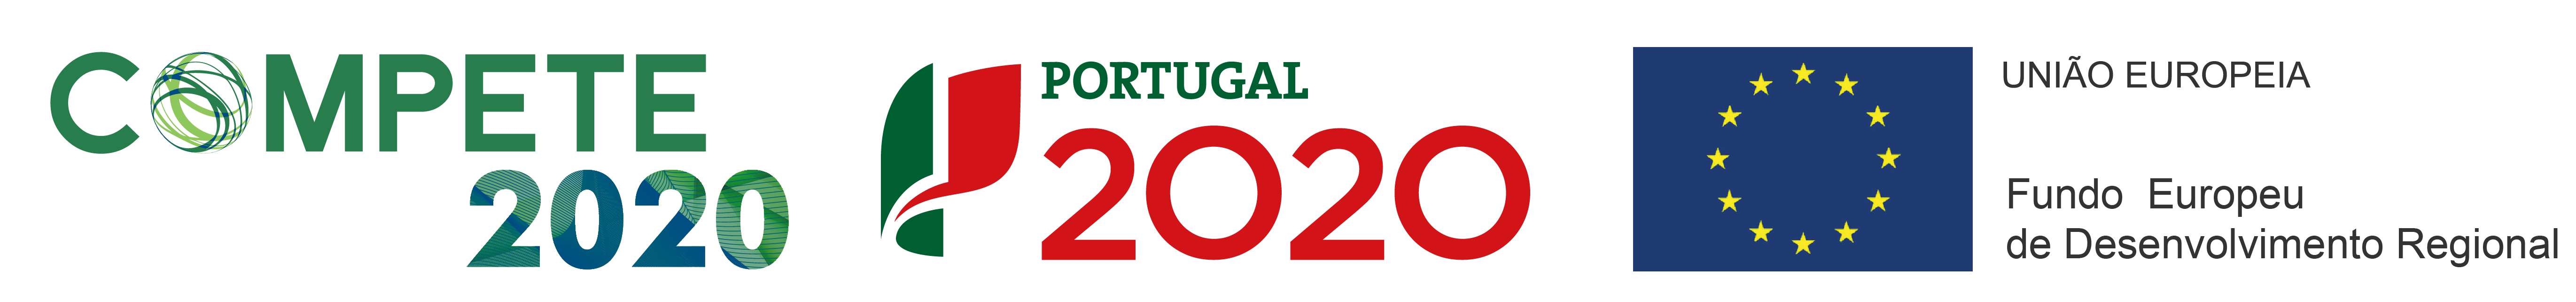 COMPETE
2020
PORTUGAL
2020
UNIÃO EUROPEIA
Fundo Europeu
de Desenvolvimento Regional